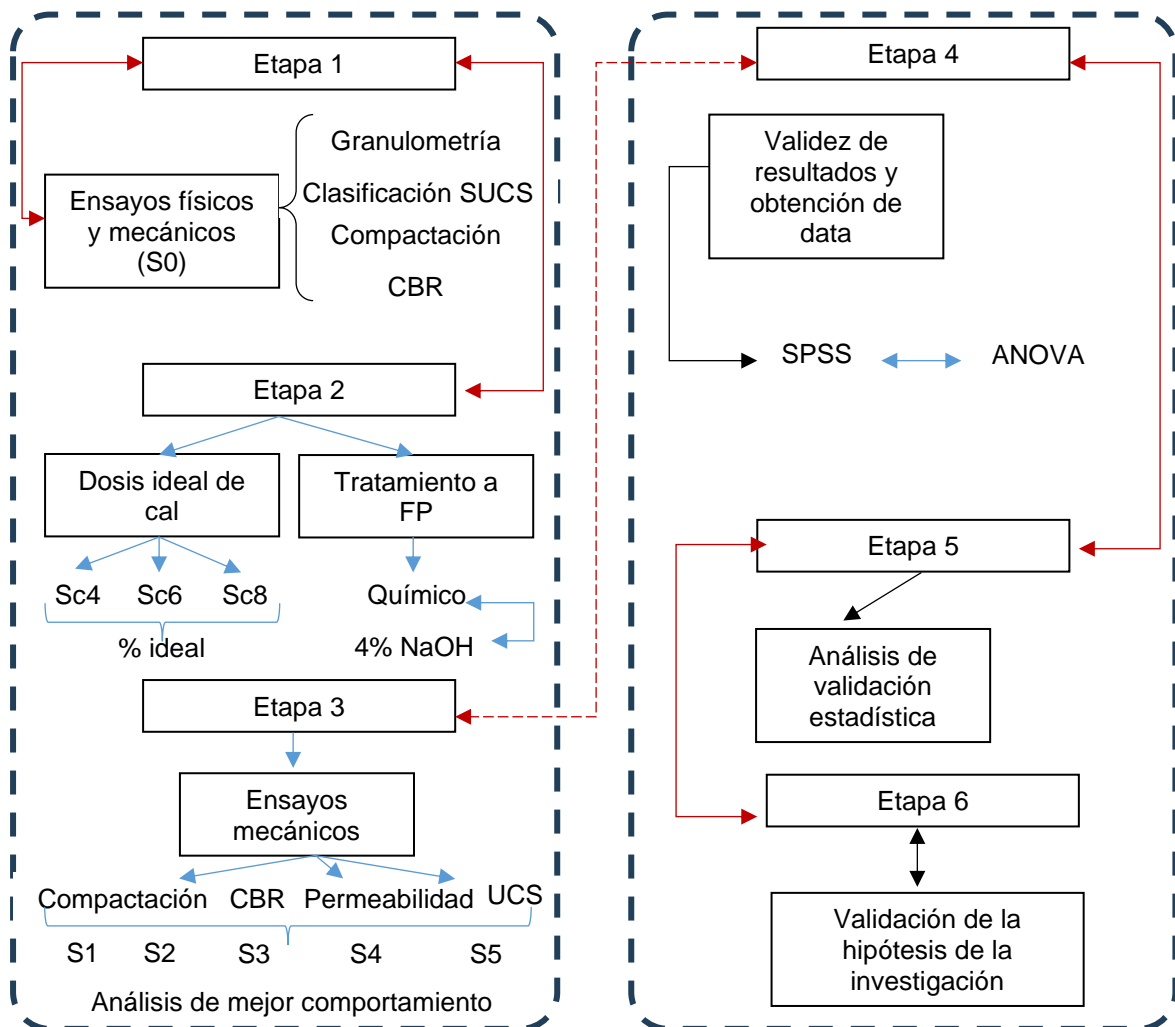 Etapa 1
Granulometría
Clasificación SUCS
Compactación
CBR
Ensayos físicos
y mecánicos
(S0)
Etapa 2
Dosis ideal de
cal
Tratamiento a
FP
Sc4
Sc6
Sc8
% ideal
Químico
4% NaOH
Etapa 3
Ensayos
mecánicos
Compactación
CBR
Permeabilidad
UCS
S1
S2
S3
S4
S5
Análisis de mejor comportamiento
Etapa 4
Validez de
resultados y
obtención de
data
SPSS
ANOVA
Etapa 5
Análisis de
validación
estadística
Etapa 6
Validación de la
hipótesis de la
investigación